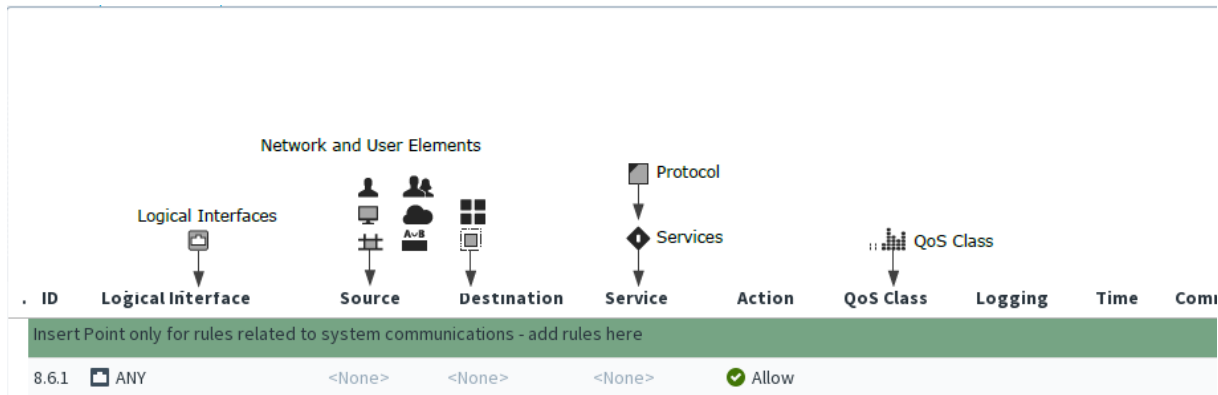 Network and User Elements
Protocol
Logical Interfaces
A∪B
Services
QoS Class
. ID Logical Interface Source Destination Service Action QoS Class Logging Time Comm
Insert Point only for rules related to system communications - add rules here
8.6.1 ANY <None> <None> <None> Allow